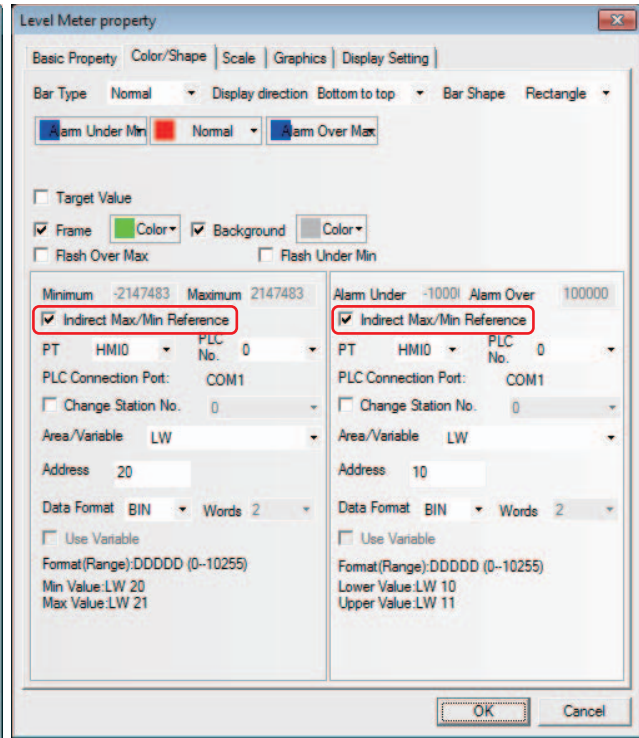 Level Meter property
Basic Property Color/Shape Scale Graphics Display Setting
Bar Type Normal Display direction Bottom to top Bar Shape Rectangle
Alarm Under Min Normal Alarm Over Max
Target Value
Frame Color Background Color
Flash Over Max Flash Under Min
Minimum -2147483 Maximum 2147483
Indirect Max/Min Reference
PT HMI0 PLC No. 0
PLC Connection Port: COM1
Change Station No. 0
Area/Variable LW
Address 20
Data Format BIN Words 2
Use Variable
Format(Range):DDDDD (0--10255)
Min Value:LW 20
Max Value:LW 21
Alarm Under -1000 Alarm Over 100000
Indirect Max/Min Reference
PT HMI0 PLC No. 0
PLC Connection Port: COM1
Change Station No. 0
Area/Variable LW
Address 10
Data Format BIN Words 2
Use Variable
Format(Range):DDDDD (0--10255)
Lower Value:LW 10
Upper Value:LW 11
OK Cancel